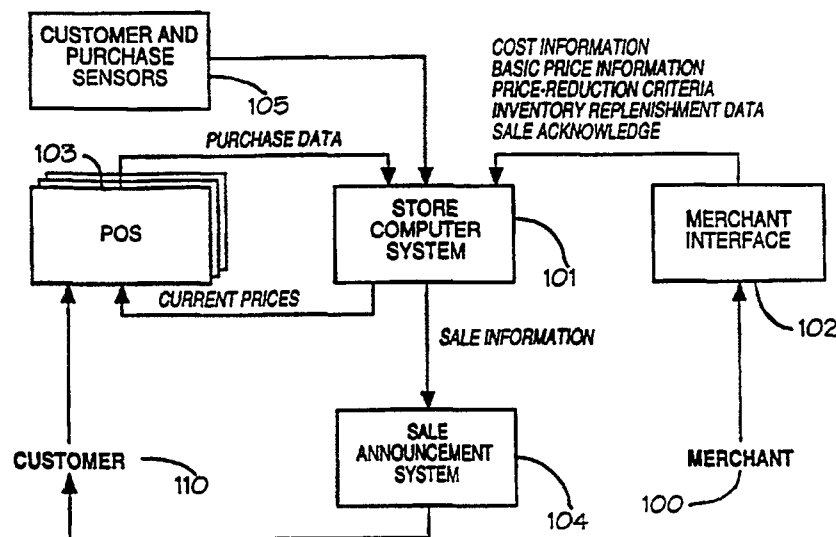 CUSTOMER AND
PURCHASE
SENSORS
105
COST INFORMATION
BASIC PRICE INFORMATION
PRICE-REDUCTION CRITERIA
INVENTORY REPLENISHMENT DATA
SALE ACKNOWLEDGE
103
PURCHASE DATA
POS
STORE
COMPUTER
SYSTEM
101
MERCHANT
INTERFACE
102
CURRENT PRICES
SALE INFORMATION
CUSTOMER
110
SALE
ANNOUNCEMENT
SYSTEM
104
MERCHANT
100